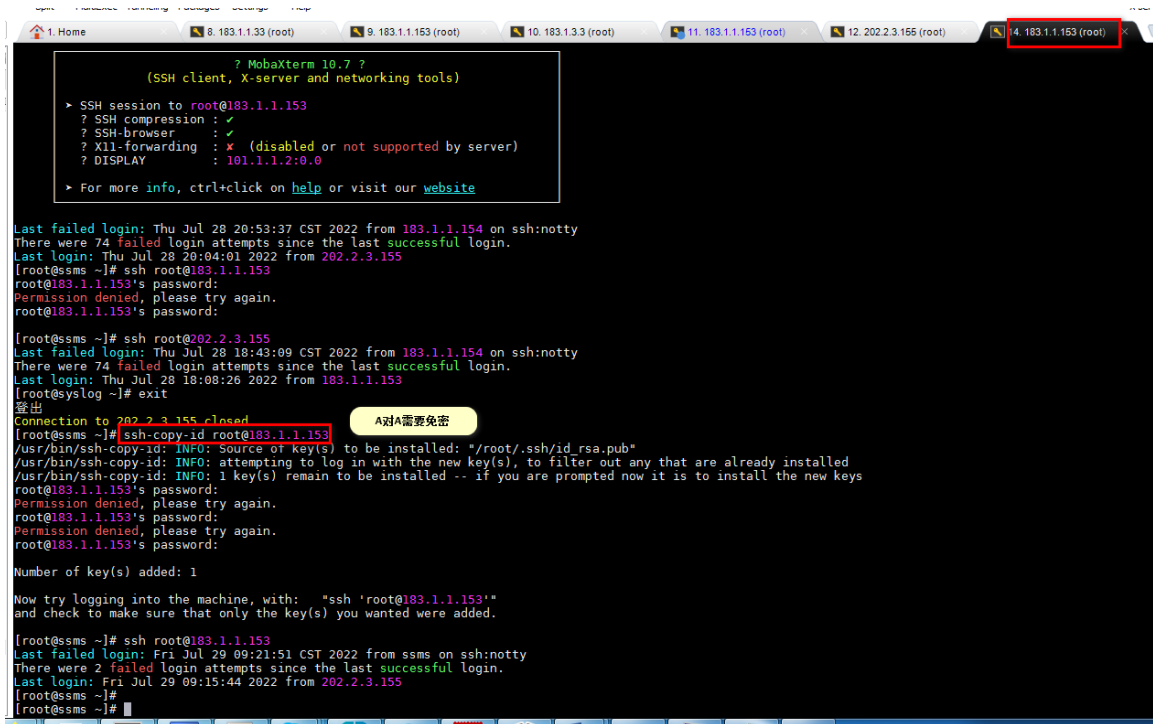 1. Home
8. 183.1.1.33 (root)
9. 183.1.1.153 (root)
10. 183.1.3.3 (root)
11. 183.1.1.153 (root)
12. 202.2.3.155 (root)
14. 183.1.1.153 (root)
? MobaXterm 10.7 ?
(SSH client, X-server and networking tools)
➤ SSH session to root@183.1.1.153
? SSH compression : ✔
? SSH-browser : ✔
? X11-forwarding : ✘ (disabled or not supported by server)
? DISPLAY : 101.1.1.2:0.0
➤ For more info, ctrl+click on help or visit our website
Last failed login: Thu Jul 28 20:53:37 CST 2022 from 183.1.1.154 on ssh:notty
There were 74 failed login attempts since the last successful login.
Last login: Thu Jul 28 20:04:01 2022 from 202.2.3.155
[root@ssms ~]# ssh root@183.1.1.153
root@183.1.1.153's password:
Permission denied, please try again.
root@183.1.1.153's password:
[root@ssms ~]# ssh root@202.2.3.155
Last failed login: Thu Jul 28 18:43:09 CST 2022 from 183.1.1.154 on ssh:notty
There were 74 failed login attempts since the last successful login.
Last login: Thu Jul 28 18:08:26 2022 from 183.1.1.153
[root@syslog ~]# exit
登出
Connection to 202.2.3.155 closed
A对A需要免密
[root@ssms ~]# ssh-copy-id root@183.1.1.153
/usr/bin/ssh-copy-id: INFO: Source of key(s) to be installed: "/root/.ssh/id_rsa.pub"
/usr/bin/ssh-copy-id: INFO: attempting to log in with the new key(s), to filter out any that are already installed
/usr/bin/ssh-copy-id: INFO: 1 key(s) remain to be installed -- if you are prompted now it is to install the new keys
root@183.1.1.153's password:
Permission denied, please try again.
root@183.1.1.153's password:
Permission denied, please try again.
root@183.1.1.153's password:
Number of key(s) added: 1
Now try logging into the machine, with: "ssh 'root@183.1.1.153'"
and check to make sure that only the key(s) you wanted were added.
[root@ssms ~]# ssh root@183.1.1.153
Last failed login: Fri Jul 29 09:21:51 CST 2022 from ssms on ssh:notty
There were 2 failed login attempts since the last successful login.
Last login: Fri Jul 29 09:15:44 2022 from 202.2.3.155
[root@ssms ~]#
[root@ssms ~]#